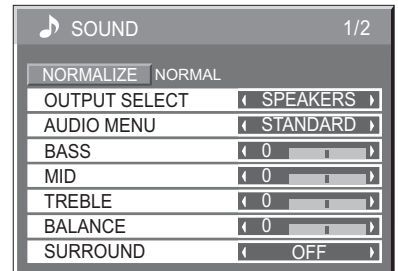 SOUND 1/2
NORMALIZE NORMAL
OUTPUT SELECT SPEAKERS
AUDIO MENU STANDARD
BASS 0
MID 0
TREBLE 0
BALANCE 0
SURROUND OFF